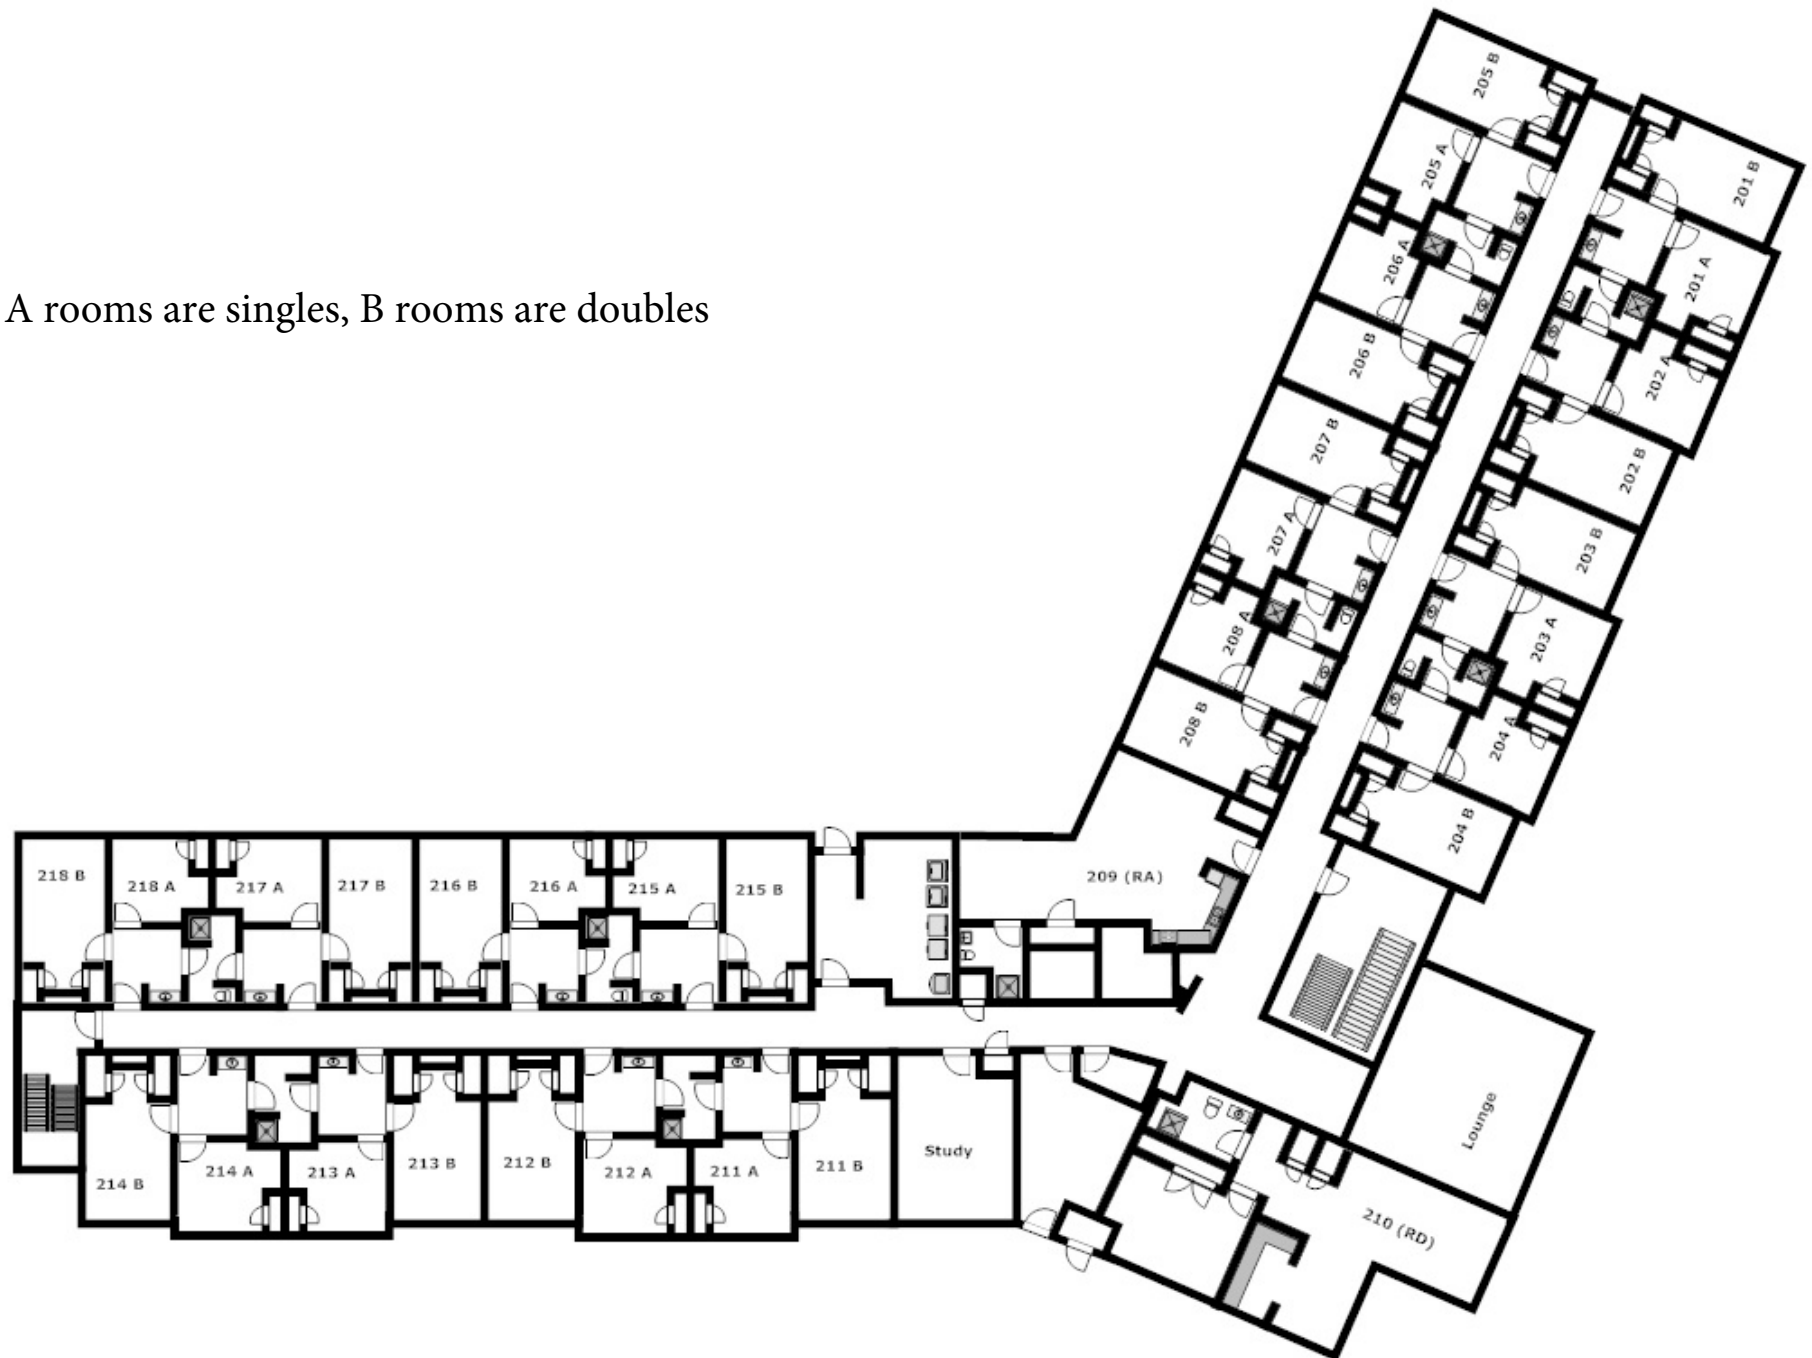 205 B
201 B
205 A
201 A
206 A
202 A
206 B
207 B
202 B
207 A
203 B
208 A
203 A
208 B
204 A
204 B
A rooms are singles, B rooms are doubles
209 (RA)
218 B
218 A
217 A
217 B
216 B
216 A
215 A
215 B
Lounge
Study
214 B
214 A
213 A
213 B
212 B
212 A
211 A
211 B
210 (RD)